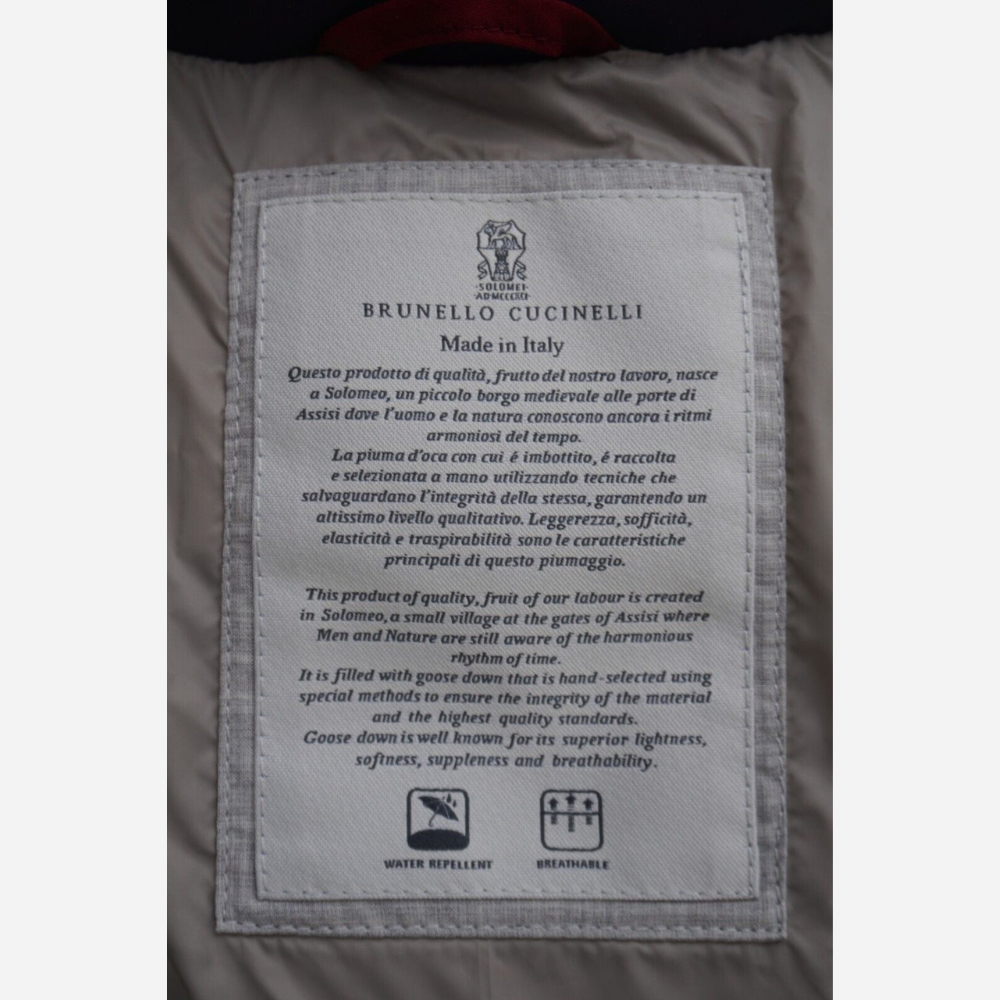 ·SOLOMEI·
·AD·MCCCXCI·
BRUNELLO CUCINELLI
Made in Italy
Questo prodotto di qualità, frutto del nostro lavoro, nasce
a Solomeo, un piccolo borgo medievale alle porte di
Assisi dove l'uomo e la natura conoscono ancora i ritmi
armoniosi del tempo.
La piuma d'oca con cui é imbottito, é raccolta
e selezionata a mano utilizzando tecniche che
salvaguardano l'integrità della stessa, garantendo un
altissimo livello qualitativo. Leggerezza, sofficità,
elasticità e traspirabilità sono le caratteristiche
principali di questo piumaggio.
This product of quality, fruit of our labour is created
in Solomeo, a small village at the gates of Assisi where
Men and Nature are still aware of the harmonious
rhythm of time.
It is filled with goose down that is hand-selected using
special methods to ensure the integrity of the material
and the highest quality standards.
Goose down is well known for its superior lightness,
softness, suppleness and breathability.
WATER REPELLENT
BREATHABLE